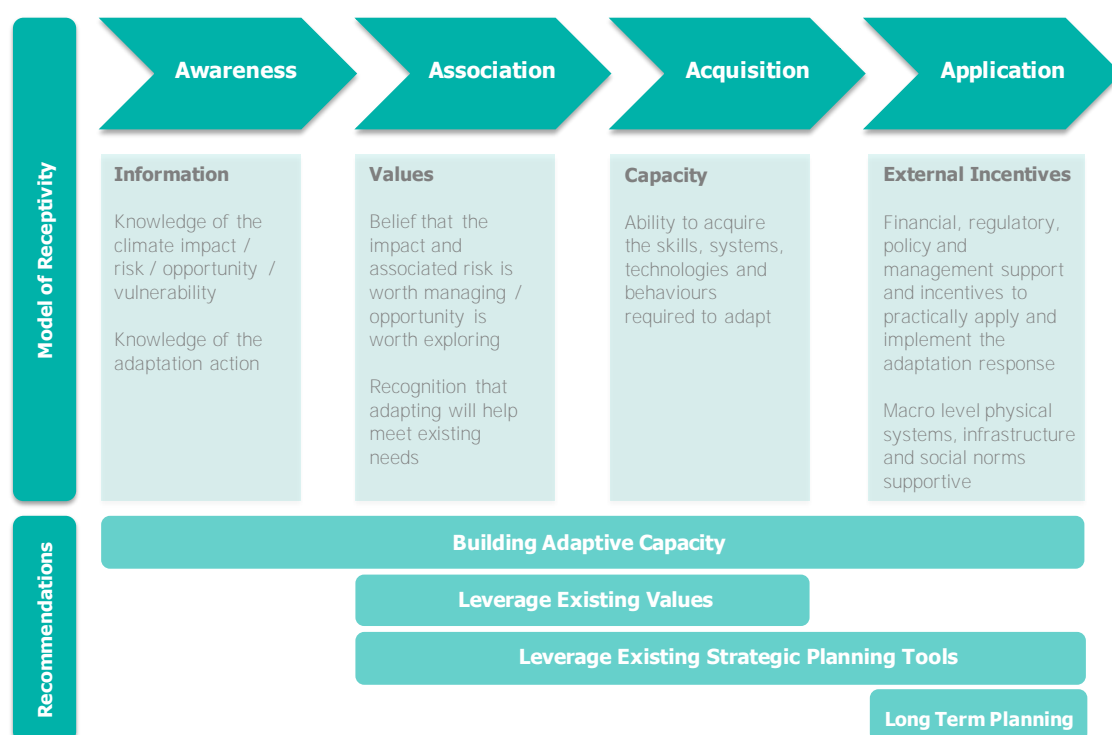 Model of Receptivity
Awareness
Association
Acquisition
Application
Information
Knowledge of the
climate impact /
risk / opportunity /
vulnerability
Knowledge of the
adaptation action
Values
Belief that the
impact and
associated risk is
worth managing /
opportunity is
worth exploring
Recognition that
adapting will help
meet existing
needs
Capacity
Ability to acquire
the skills, systems,
technologies and
behaviours
required to adapt
External Incentives
Financial, regulatory,
policy and
management support
and incentives to
practically apply and
implement the
adaptation response
Macro level physical
systems, infrastructure
and social norms
supportive
Recommendations
Building Adaptive Capacity
Leverage Existing Values
Leverage Existing Strategic Planning Tools
Long Term Planning